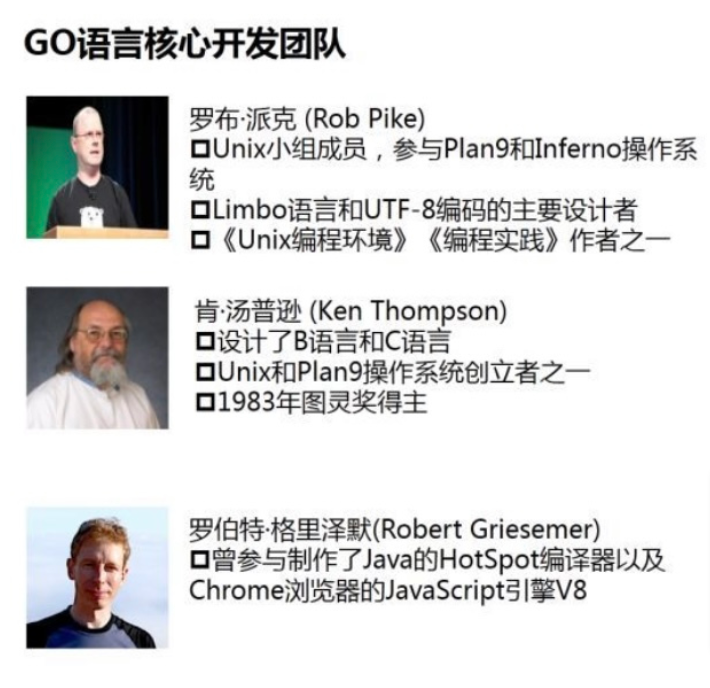 GO语言核心开发团队
罗布·派克 (Rob Pike)
Unix小组成员，参与Plan9和Inferno操作系
统
Limbo语言和UTF-8编码的主要设计者
《Unix编程环境》《编程实践》作者之一
肯·汤普逊 (Ken Thompson)
设计了B语言和C语言
Unix和Plan9操作系统创立者之一
1983年图灵奖得主
罗伯特·格里泽默(Robert Griesemer)
曾参与制作了Java的HotSpot编译器以及
Chrome浏览器的JavaScript引擎V8